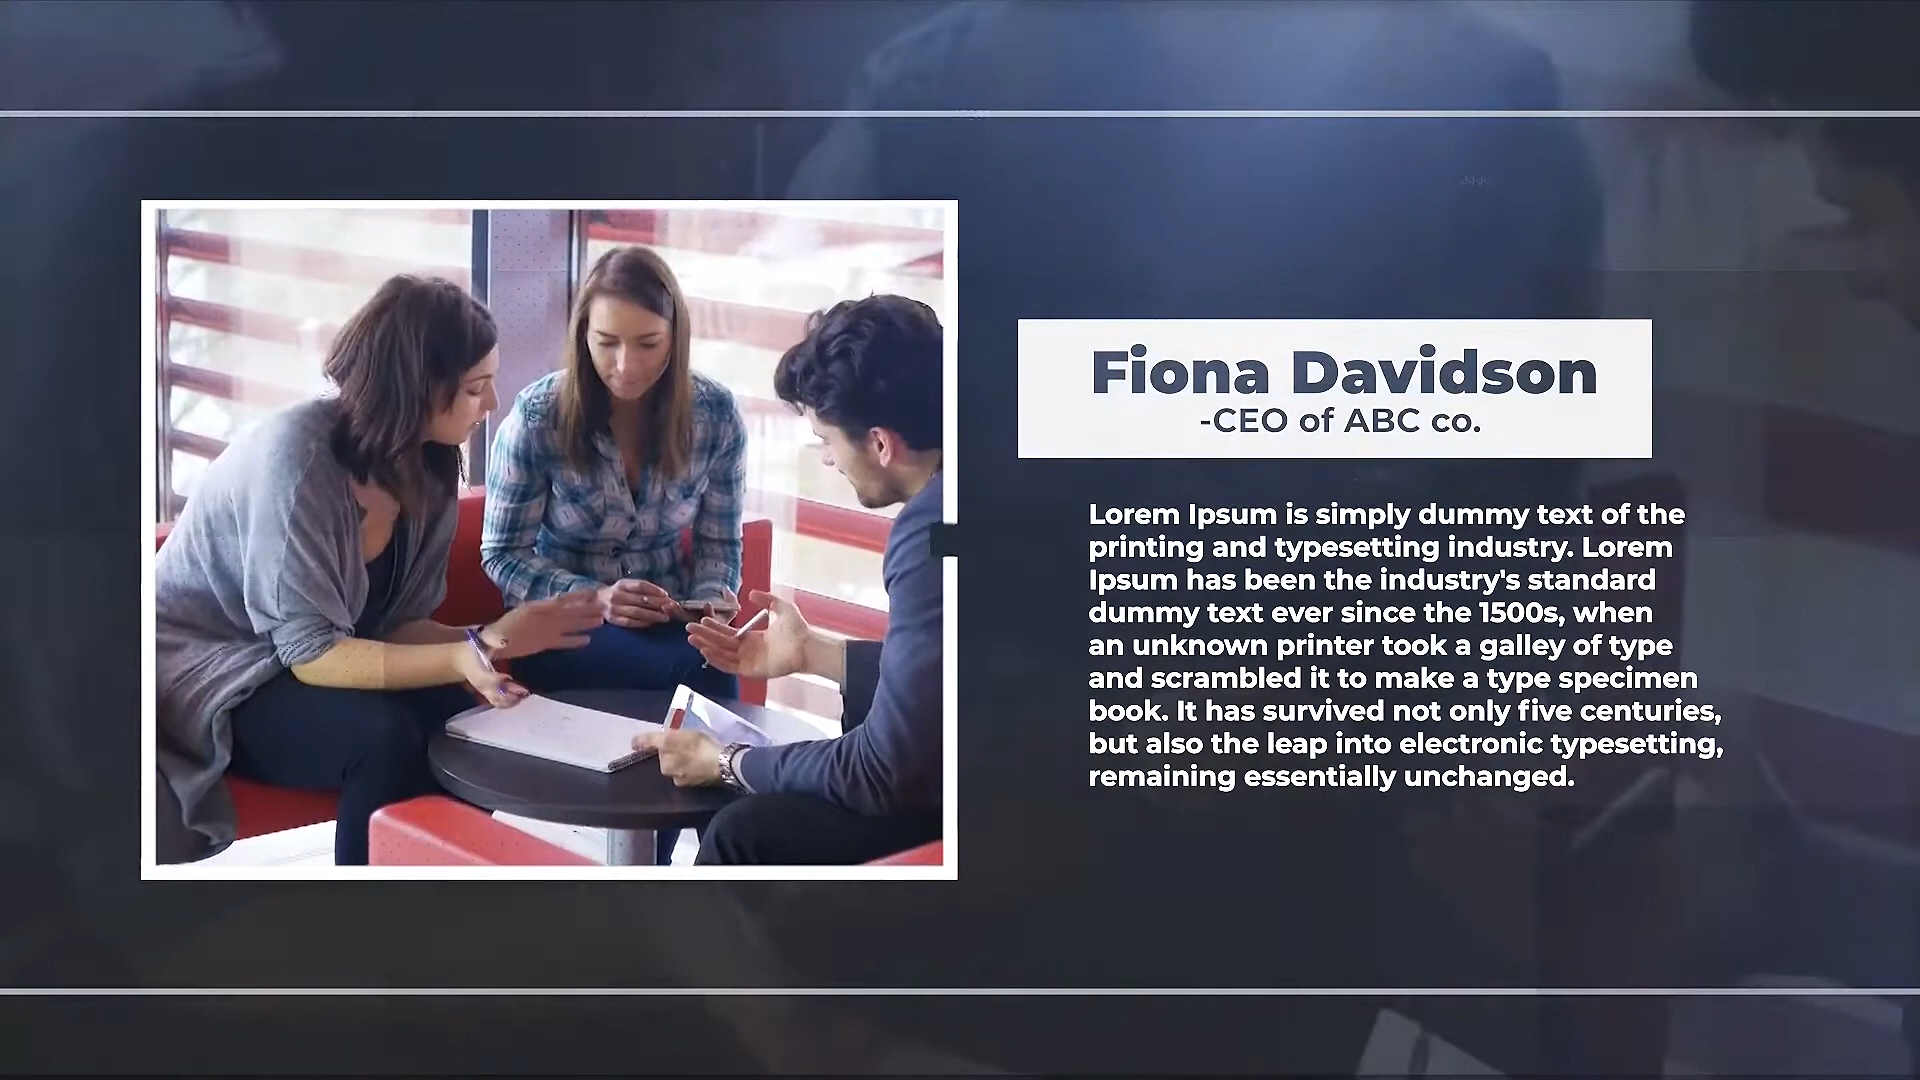 Fiona Davidson
-CEO of ABC co.
Lorem Ipsum is simply dummy text of the
printing and typesetting industry. Lorem
Ipsum has been the industry's standard
dummy text ever since the 1500s, when
an unknown printer took a galley of type
and scrambled it to make a type specimen
book. It has survived not only five centuries,
but also the leap into electronic typesetting,
remaining essentially unchanged.